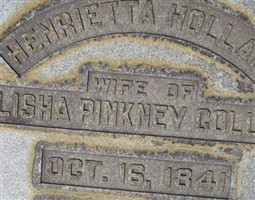 HENRIETTA HOLLA
WIFE OF
LISHA PINKNEY COLL
OCT. 16, 1841